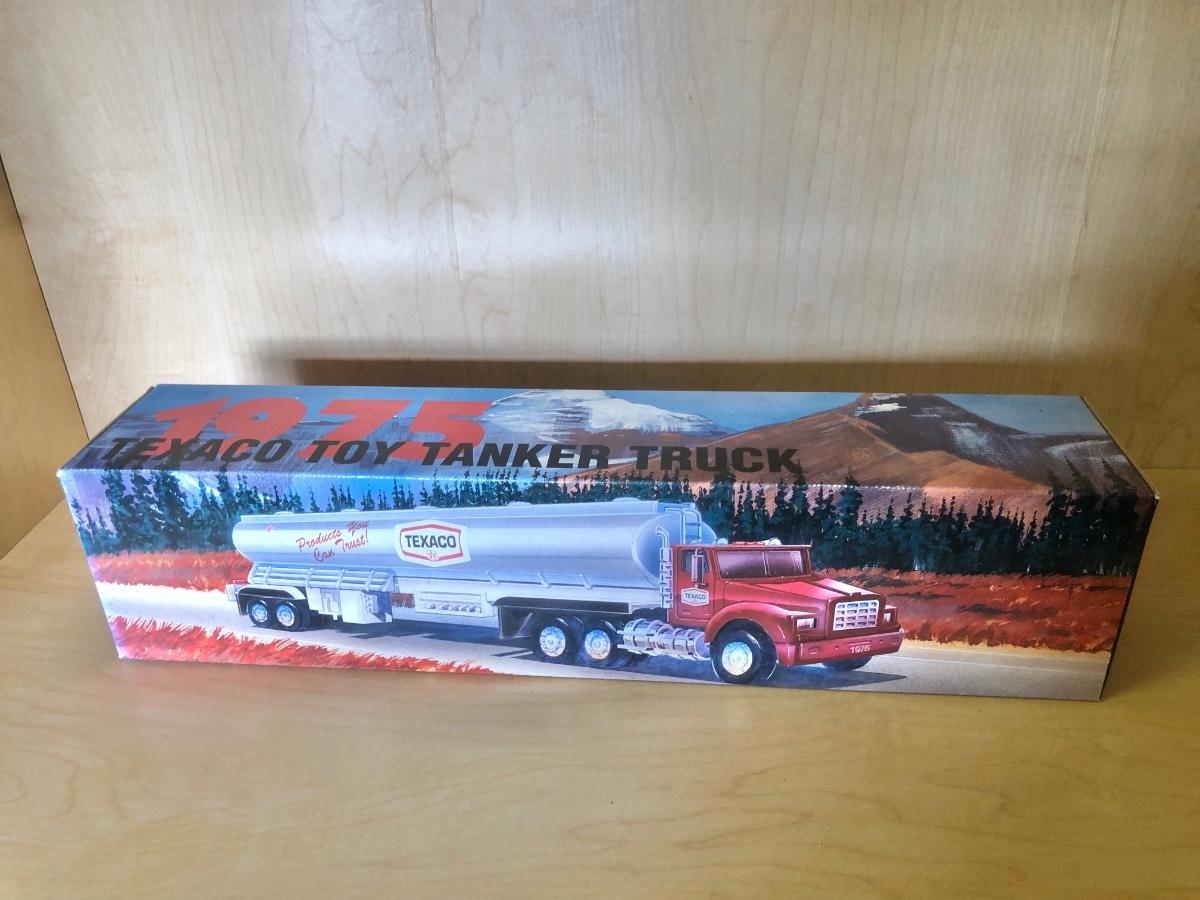 1975
TEXACO TOY TANKER TRUCK
Products You
Can Trust!
TEXACO
TEXACO
1975